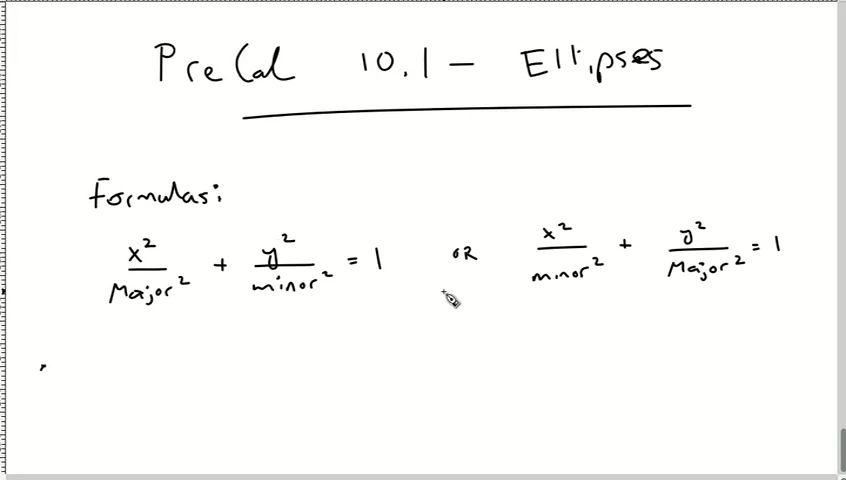 PreCal 10.1 - Ellipses
Formulas:
x²/Major² + y²/minor² = 1 OR x²/minor² + y²/Major² = 1